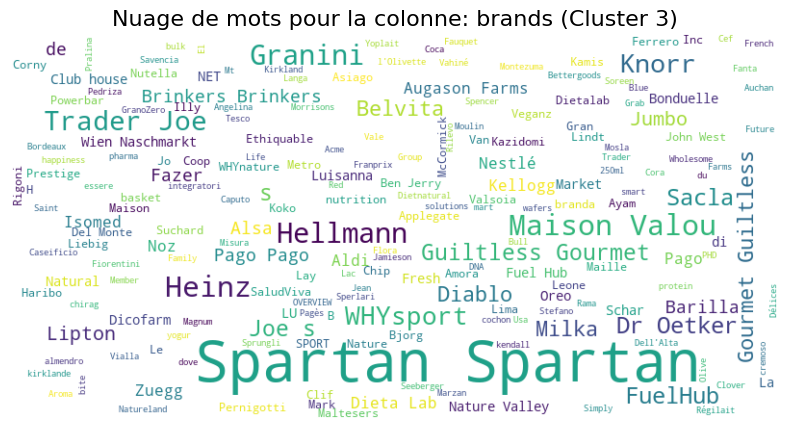 Nuage de mots pour la colonne: brands (Cluster 3)
de
Corny
Pralina
Savencia
bulk
El
Granini
Yoplait
Coca
Fauquet
Vahiné
l'Olivette
Montezuma
Knorr
Ferrero
Inc
Cef
French
Fanta
Club house
Nutella
NET
Mt
Kirkland
Langa
Asiago
Kamis
Bettergoods
Soreen
Auchan
Pedriza
Powerbar
Brinkers Brinkers
Augason Farms
Dietalab
Blue
Grab
Bonduelle
GranoZero
Illy
Angelina
Morrisons
Belvita
Spencer
Veganz
Trader Joe
Tesco
Gran
Lindt
Jumbo
Future
Bordeaux
Wien Naschmarkt
Ethiquable
Vale
McCormick
Rilevo
Moulin
Van
Kazidomi
Mosla
John West
happiness
pharma
Jo
Coop
Life
Acme
Franprix
Group
Trader
Wholesome
Prestige
Fazer
WHYnature
Metro
Nestlé
250ml
Cora
Farms
Rigoni
H
essere
integratori
Luisanna
Red
Ben Jerry
Dietnatural
Kellogg
Market
du
basket
s
nutrition
Valsoia
solutions
mart
wafers
smart
Sacla
Saint
Maison
Caputo
Koko
Applegate
branda
Ayam
Gourmet Guiltless
Isomed
Del Monte
Suchard
Alsa
Hellmann
Flora
Bull
Maison Valou
Liebig
Noz
Misura
Pago Pago
Jamieson
Guiltless Gourmet
di
Caseificio
Fiorentini
Family
Aldi
Amora
DNA
Maille
Pago
PHD
Natural
Member
Lay
Lac
Chip
Fresh
Fuel Hub
Haribo
chirag
Heinz
SaludViva
OVERVIEW
Jean
Sperlari
Diablo
Leone
Oreo
Rama
protein
Délices
Magnum
LU
Pagès
B
Lima
Stefano
Schar
Barilla
Lipton
Dicofarm
Joe s
WHYsport
cochon
Usa
Milka
Dr Oetker
yogur
Sprungli
SPORT
Nature
Bjorg
kendall
Dell'Alta
almendro
Vialla
Le
dove
Spartan Spartan
Olive
cremoso
kirklande
bite
Zuegg
Seeberger
Clover
La
Aroma
Clif
Marzan
FuelHub
Natureland
Pernigotti
Mark
Dieta Lab
Nature Valley
Simply
Régilait
Maltesers